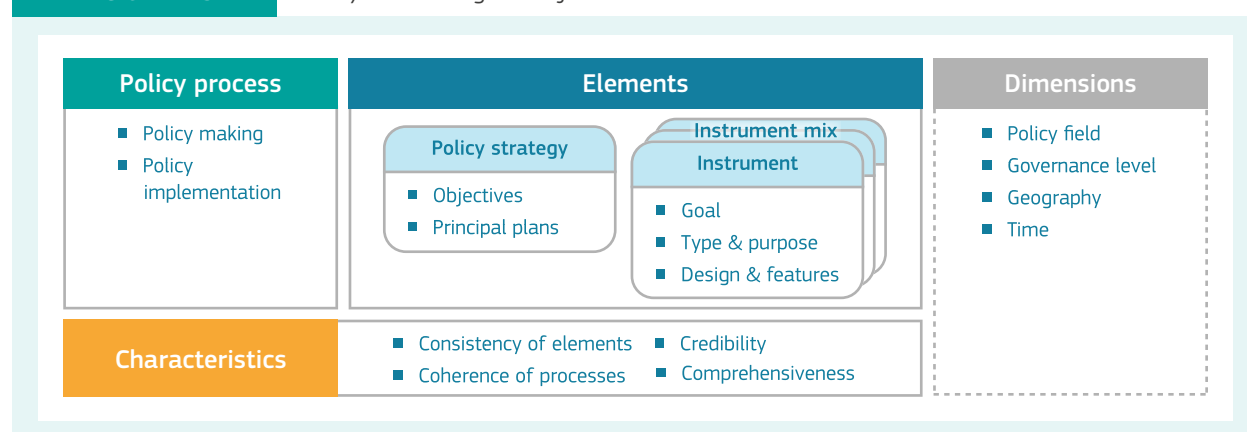 Policy process
Policy making
Policy
implementation
Elements
Policy strategy
Objectives
Principal plans
Instrument mix
Instrument
Goal
Type & purpose
Design & features
Dimensions
Policy field
Governance level
Geography
Time
Characteristics
Consistency of elements
Coherence of processes
Credibility
Comprehensiveness